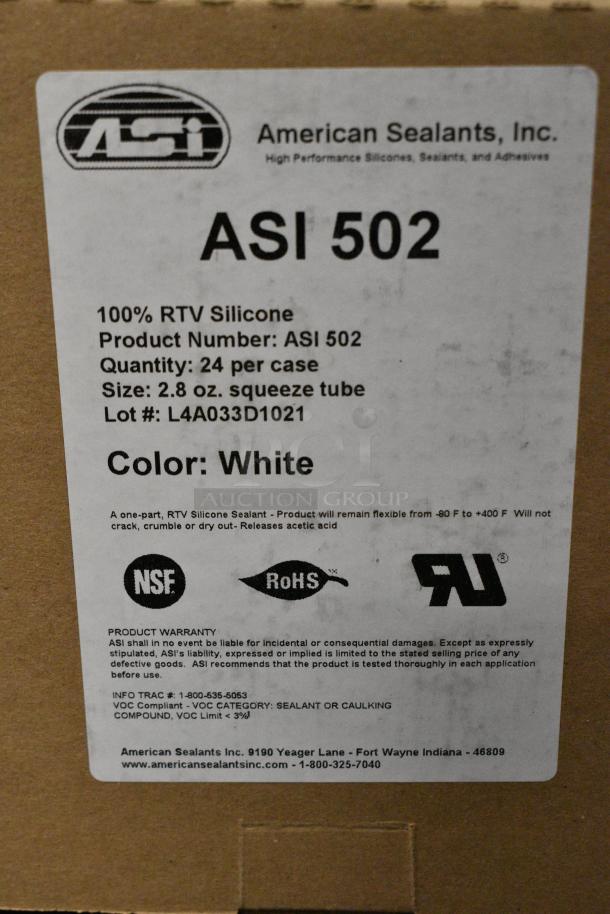 ASi
American Sealants, Inc.
High Performance Silicones, Sealants, and Adhesives
ASI 502
100% RTV Silicone
Product Number: ASI 502
Quantity: 24 per case
Size: 2.8 oz. squeeze tube
Lot #: L4A033D1021
Color: White
AUCTION GROUP
A one-part, RTV Silicone Sealant - Product will remain flexible from -80 F to +400 F Will not
crack, crumble or dry out- Releases acetic acid
NSF
RoHS™
RU®
PRODUCT WARRANTY
ASI shall in no event be liable for incidental or consequential damages. Except as expressly
stipulated, ASI's liability, expressed or implied is limited to the stated selling price of any
defective goods. ASI recommends that the product is tested thoroughly in each application
before use.
INFO TRAC #: 1-800-535-5053
VOC Compliant - VOC CATEGORY: SEALANT OR CAULKING
COMPOUND, VOC Limit < 3%
American Sealants Inc. 9190 Yeager Lane - Fort Wayne Indiana - 46809
www.americansealantsinc.com - 1-800-325-7040